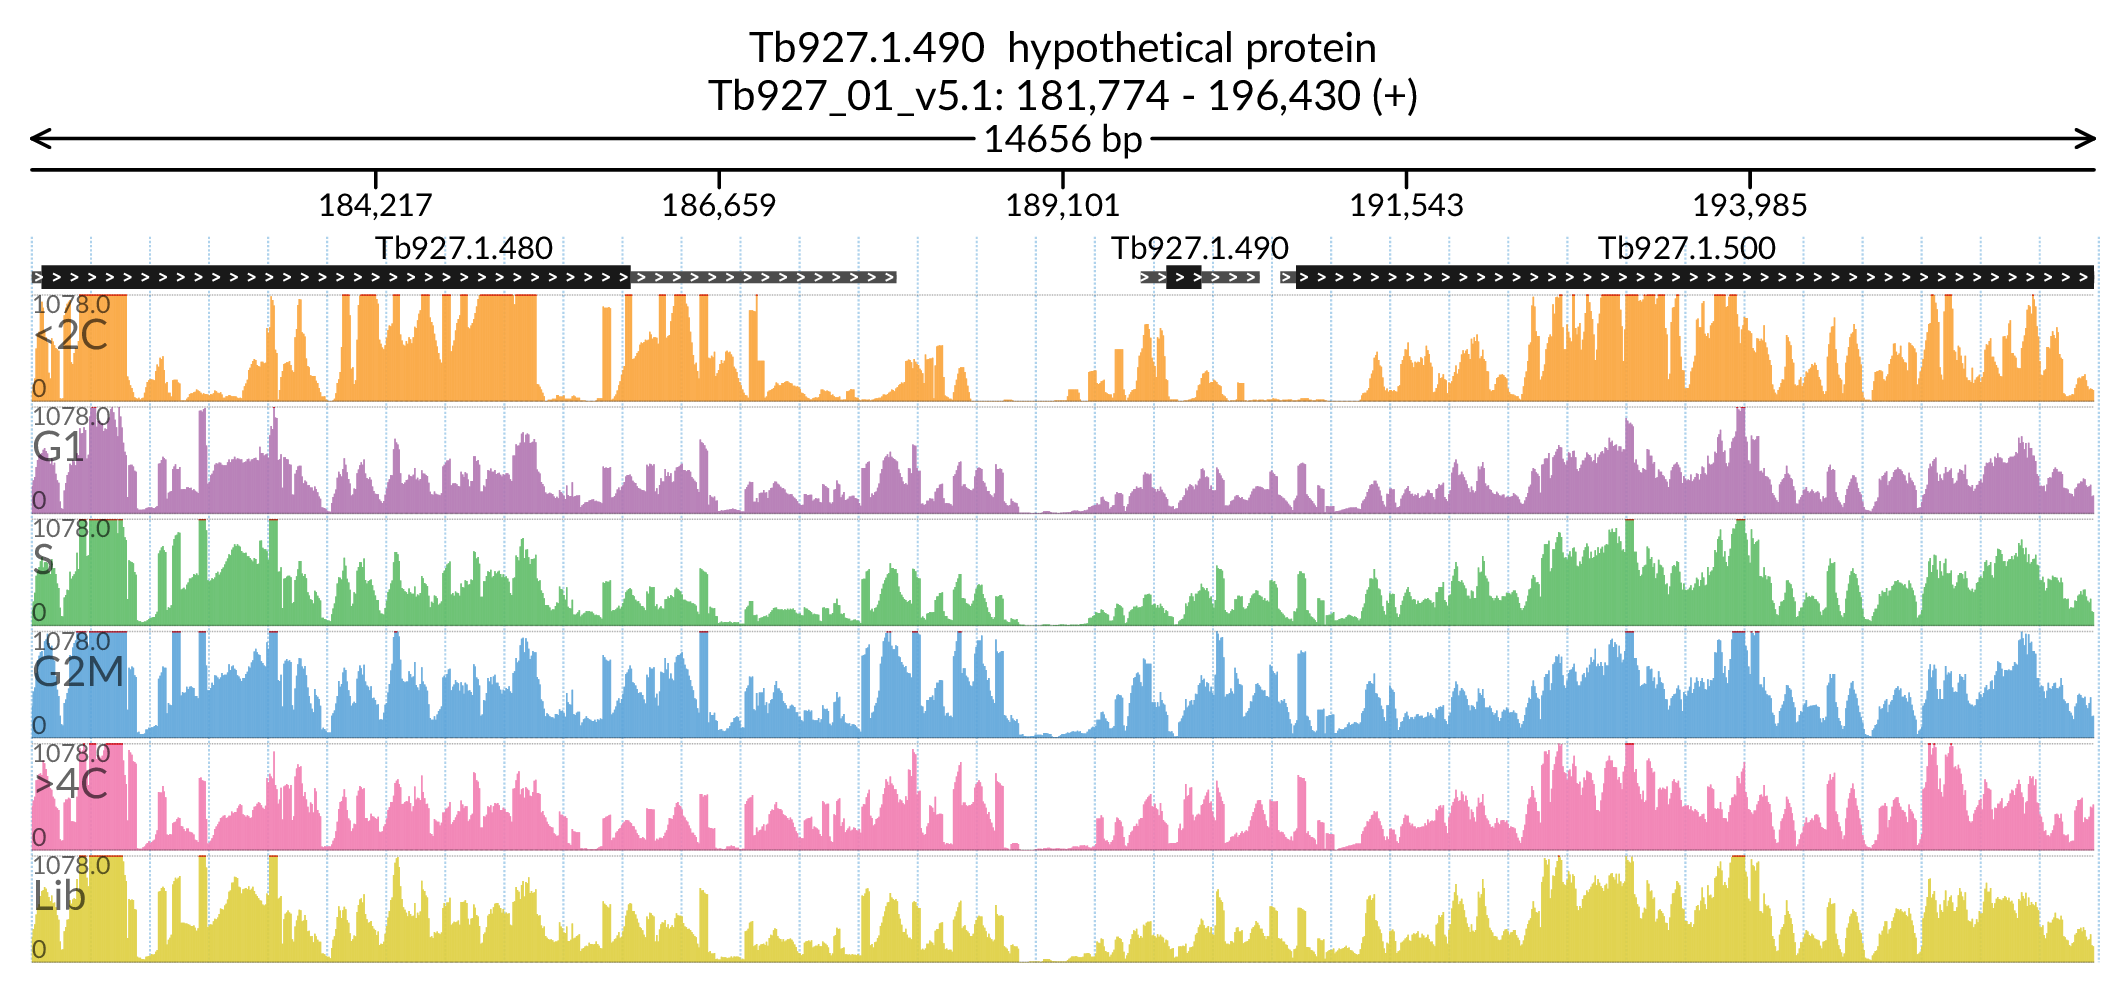 Tb927.1.490 hypothetical protein
Tb927_01_v5.1: 181,774 - 196,430 (+)
14656 bp
184,217 186,659 189,101 191,543 193,985
Tb927.1.480 Tb927.1.490 Tb927.1.500
1078.0
<2C
0
1078.0
G1
0
1078.0
S
0
1078.0
G2M
0
1078.0
>4C
0
1078.0
Lib
0